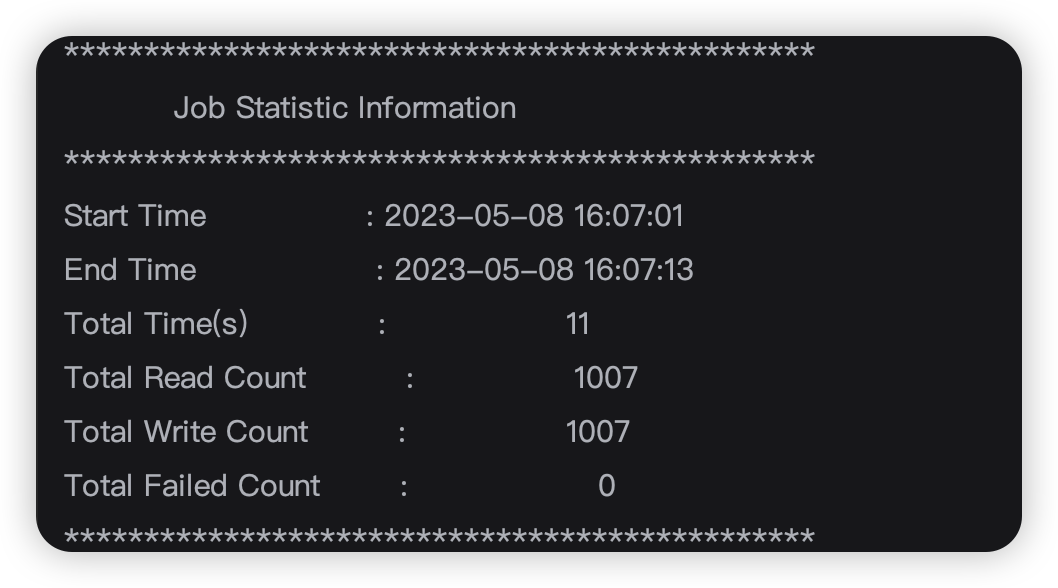 ***********************************************
Job Statistic Information
***********************************************
Start Time : 2023-05-08 16:07:01
End Time : 2023-05-08 16:07:13
Total Time(s) : 11
Total Read Count : 1007
Total Write Count : 1007
Total Failed Count : 0
***********************************************